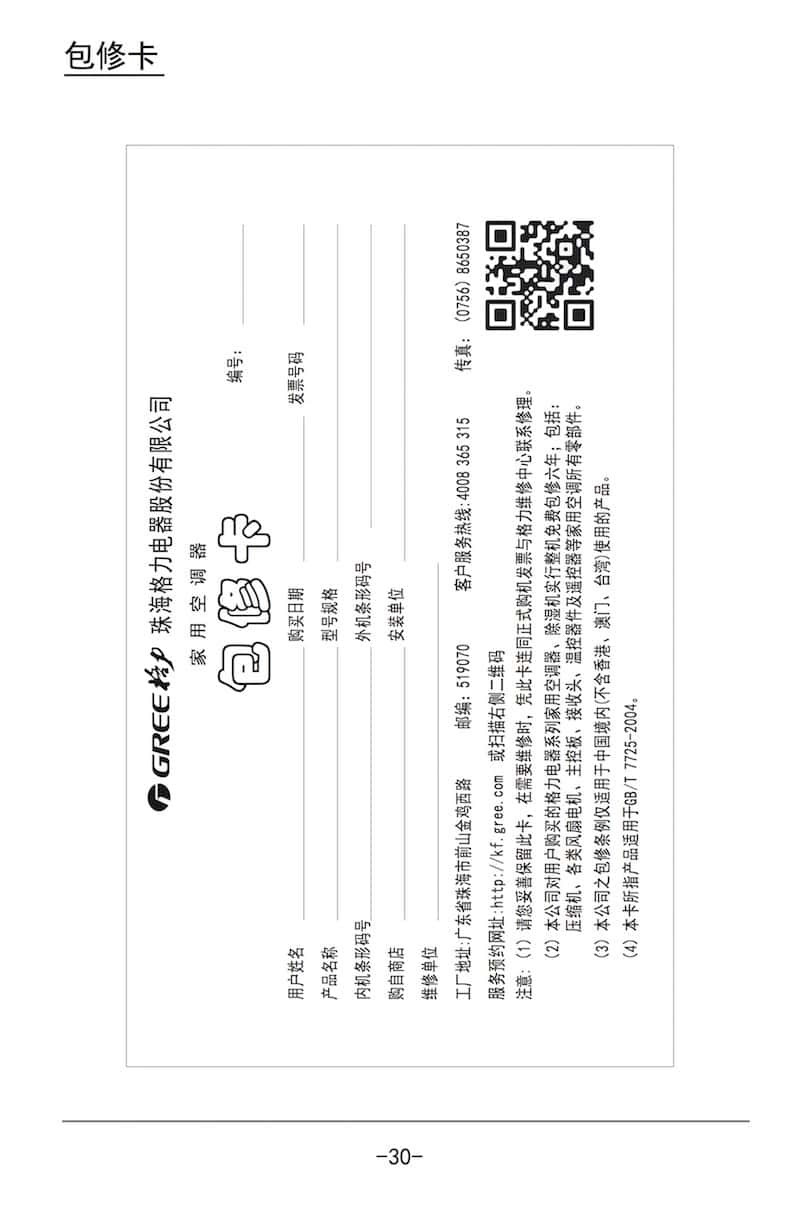 包修卡
GREE格力 珠海格力电器股份有限公司
家用空调器
包修卡
编号：
用户姓名 购买日期 发票号码
产品名称 型号规格
内机条形码号 外机条形码号
购自商店 安装单位
维修单位
工厂地址:广东省珠海市前山金鸡西路 邮编：519070 客户服务热线:4008 365 315 传真：（0756）8650387
服务预约网址:http://kf.gree.com 或扫描右侧二维码
注意:（1）请您妥善保留此卡，在需要维修时，凭此卡连同正式购机发票与格力维修中心联系修理。
（2）本公司对用户购买的格力电器系列家用空调器、除湿机实行整机免费包修六年；包括：
压缩机、各类风扇电机、主控板、接收头、温控器件及遥控器等家用空调所有零部件。
（3）本公司之包修条例仅适用于中国境内(不含香港、澳门、台湾)使用的产品。
（4）本卡所指产品适用于GB/T 7725-2004。
-30-